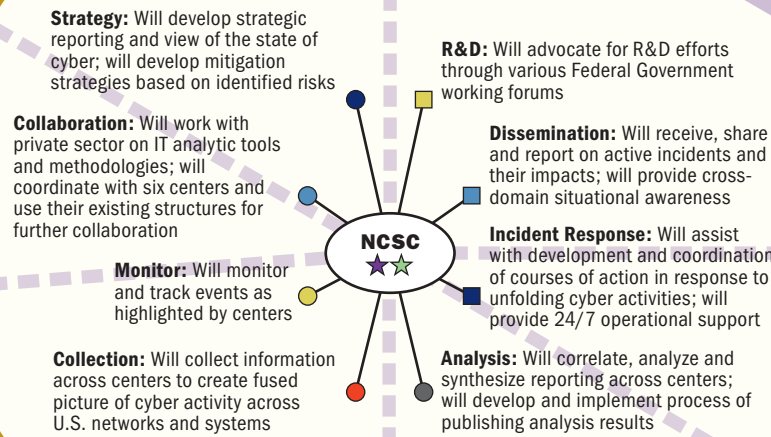 Strategy: Will develop strategic
reporting and view of the state of
cyber; will develop mitigation
strategies based on identified risks
R&D: Will advocate for R&D efforts
through various Federal Government
working forums
Collaboration: Will work with
private sector on IT analytic tools
and methodologies; will
coordinate with six centers and
use their existing structures for
further collaboration
Dissemination: Will receive, share
and report on active incidents and
their impacts; will provide cross-
domain situational awareness
NCSC
Incident Response: Will assist
with development and coordination
of courses of action in response to
unfolding cyber activities; will
provide 24/7 operational support
Monitor: Will monitor
and track events as
highlighted by centers
Collection: Will collect information
across centers to create fused
picture of cyber activity across
U.S. networks and systems
Analysis: Will correlate, analyze and
synthesize reporting across centers;
will develop and implement process of
publishing analysis results